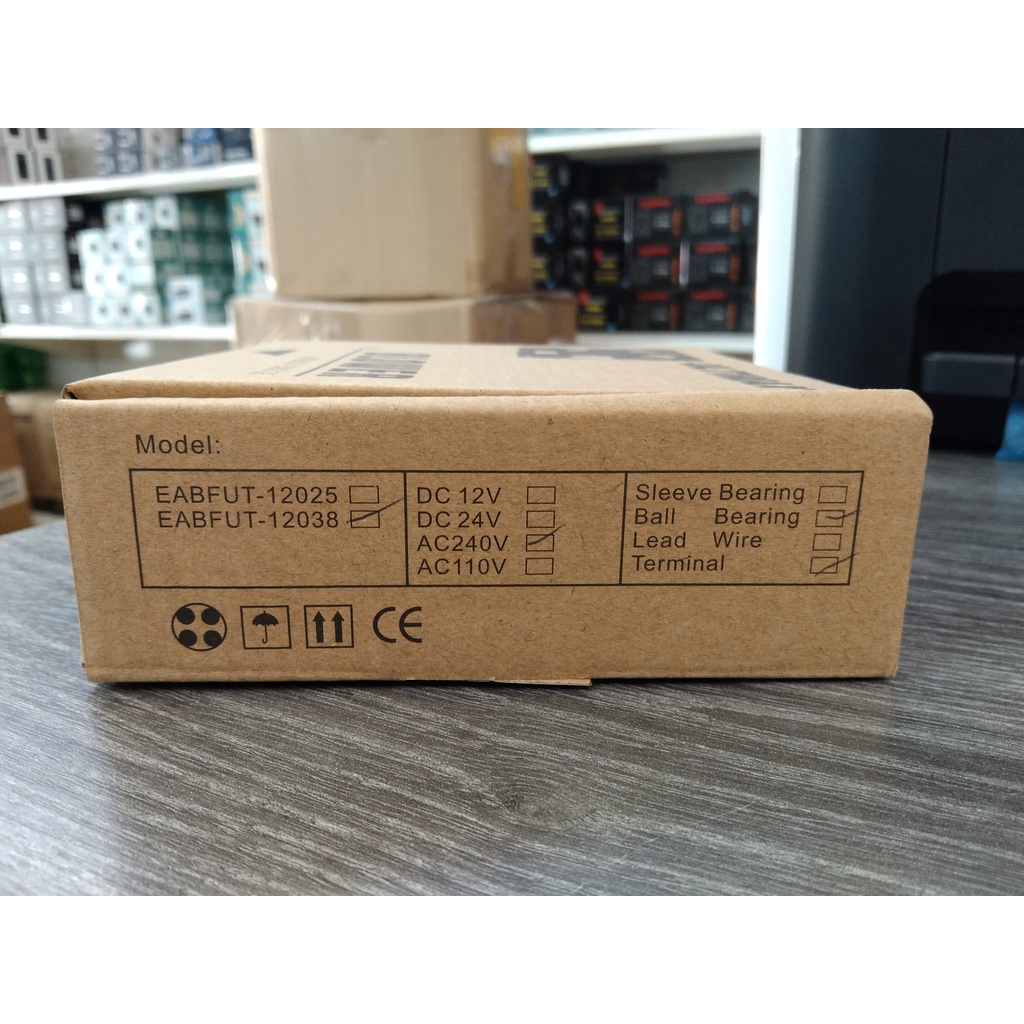 Model:
EABFUT-12025
EABFUT-12038
DC 12V
DC 24V
AC240V
AC110V
Sleeve Bearing
Ball Bearing
Lead Wire
Terminal
CE